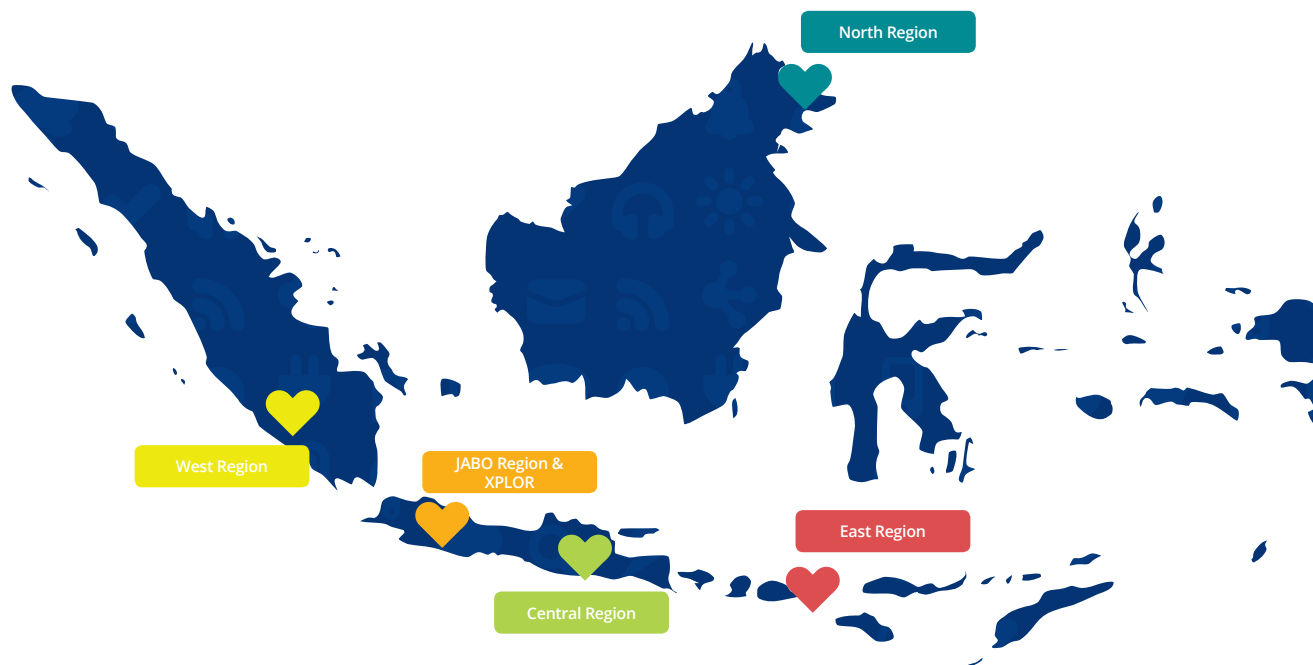 North Region
West Region
JABO Region &
XPLOR
East Region
Central Region